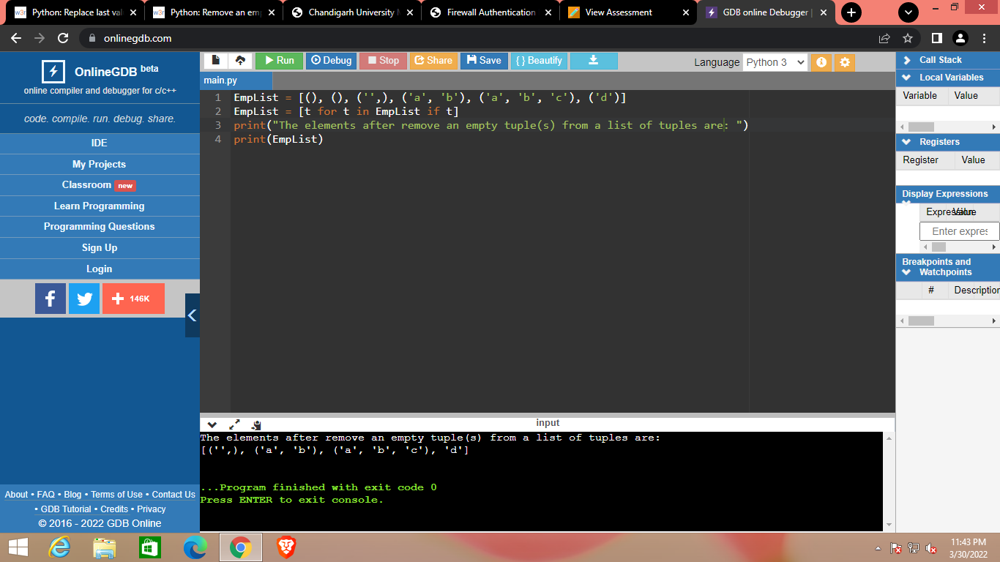 Python: Replace last val
Python: Remove an emp
Chandigarh University
Firewall Authentication
View Assessment
GDB online Debugger |
onlinegdb.com
OnlineGDB beta
online compiler and debugger for c/c++
code. compile. run. debug. share.
IDE
My Projects
Classroom new
Learn Programming
Programming Questions
Sign Up
Login
146K
About • FAQ • Blog • Terms of Use • Contact Us
• GDB Tutorial • Credits • Privacy
© 2016 - 2022 GDB Online
Run Debug Stop Share Save { } Beautify
Language Python 3
main.py
1 EmpList = [(), (), ('',), ('a', 'b'), ('a', 'b', 'c'), ('d')]
2 EmpList = [t for t in EmpList if t]
3 print("The elements after remove an empty tuple(s) from a list of tuples are: ")
4 print(EmpList)
input
The elements after remove an empty tuple(s) from a list of tuples are:
[('',), ('a', 'b'), ('a', 'b', 'c'), 'd']
...Program finished with exit code 0
Press ENTER to exit console.
Call Stack
Local Variables
Variable Value
Registers
Register Value
Display Expressions
Expression Value
Enter expres
Breakpoints and
Watchpoints
# Description
11:43 PM
3/30/2022